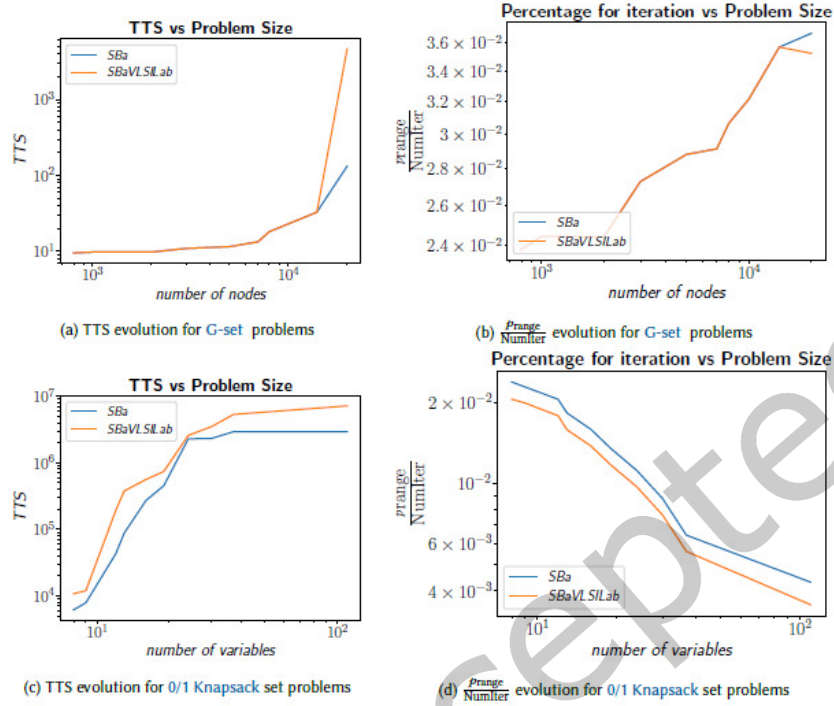 TTS vs Problem Size
SBa
SBaVLSILab
10^3
10^2
10^1
TTS
10^3
10^4
number of nodes
(a) TTS evolution for G-set problems
Percentage for iteration vs Problem Size
3.6 × 10^−2
3.4 × 10^−2
3.2 × 10^−2
3 × 10^−2
2.8 × 10^−2
2.6 × 10^−2
2.4 × 10^−2
prange
NumIter
SBa
SBaVLSILab
10^3
10^4
number of nodes
(b) prange/NumIter evolution for G-set problems
TTS vs Problem Size
SBa
SBaVLSILab
10^7
10^6
10^5
10^4
TTS
10^1
10^2
number of variables
(c) TTS evolution for 0/1 Knapsack set problems
Percentage for iteration vs Problem Size
2 × 10^−2
10^−2
6 × 10^−3
4 × 10^−3
prange
NumIter
SBa
SBaVLSILab
10^1
10^2
number of variables
(d) prange/NumIter evolution for 0/1 Knapsack set problems